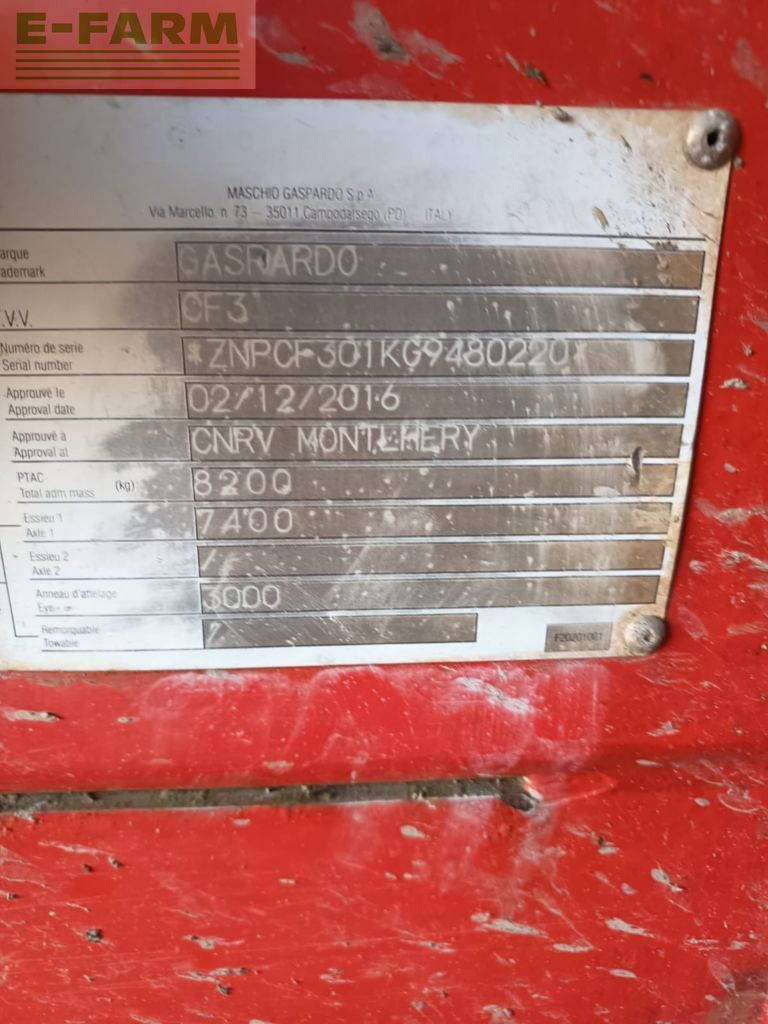 E-FARM
MASCHIO GASPARDO S.p.A.
Via Marcello, n. 73 – 35011 Campodarsego (PD) ITALY
arque GASPARDO
ademark
.V.V. CF3
Numéro de serie *ZNPCF301KG9480220*
Serial number
Approuvé le 02/12/2016
Approval date
Approuvé à CNRV MONTLHERY
Approval at
PTAC (kg) 8200
Total adm mass
Essieu 1 7400
Axle 1
Essieu 2 /
Axle 2
Anneau d'attelage 3000
Eye
Remorquable
Towable
F20201001